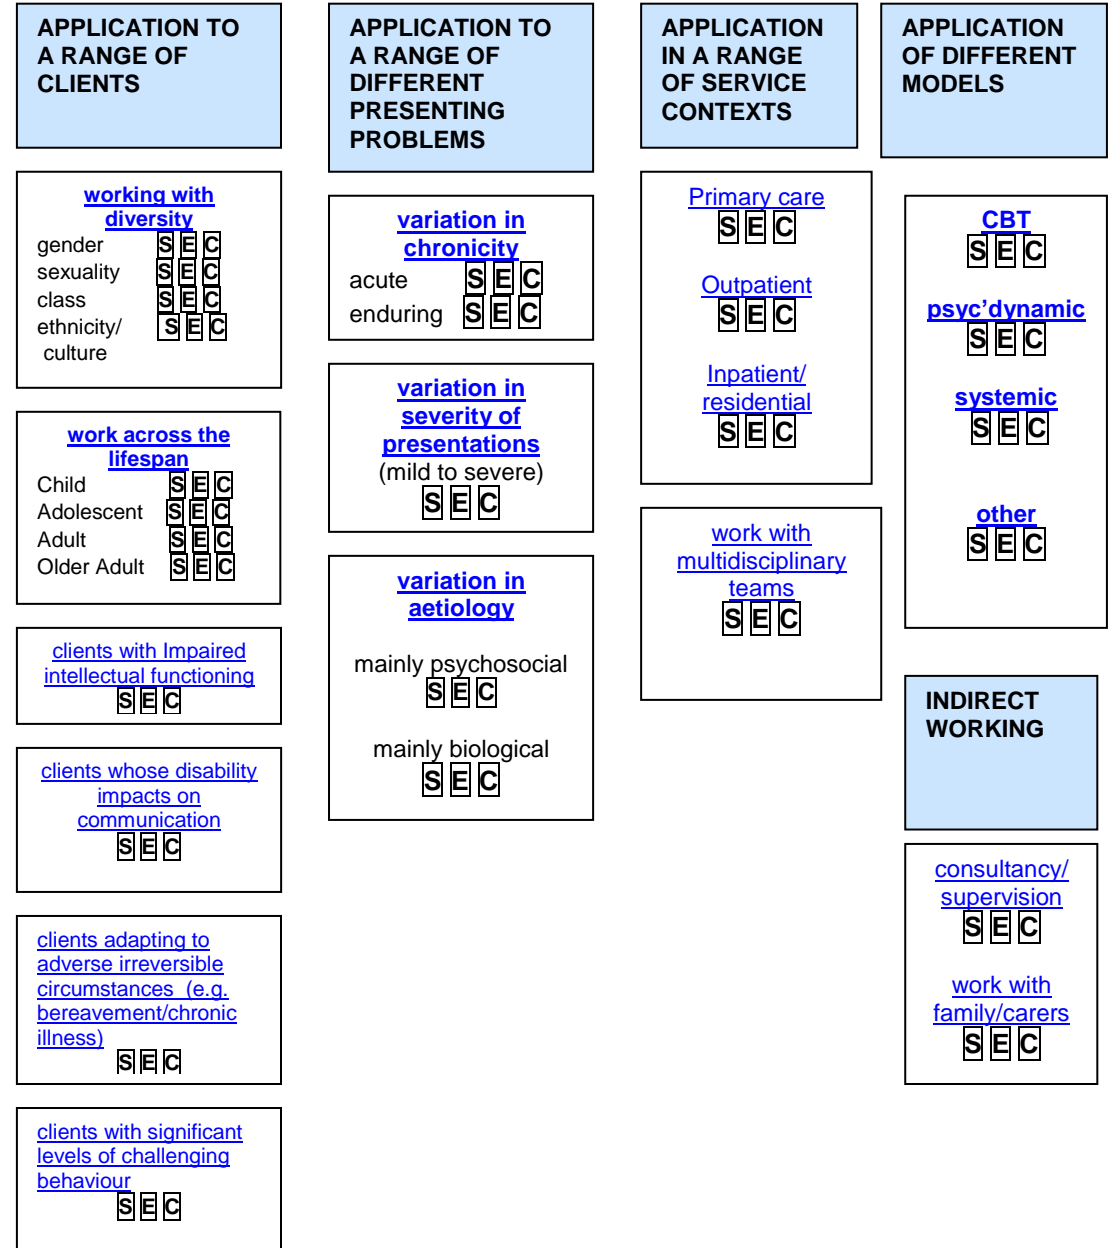 APPLICATION TO
A RANGE OF
CLIENTS
working with
diversity
gender S E C
sexuality S E C
class S E C
ethnicity/ S E C
culture
work across the
lifespan
Child S E C
Adolescent S E C
Adult S E C
Older Adult S E C
clients with Impaired
intellectual functioning
S E C
clients whose disability
impacts on
communication
S E C
clients adapting to
adverse irreversible
circumstances (e.g.
bereavement/chronic
illness)
S E C
clients with significant
levels of challenging
behaviour
S E C
APPLICATION TO
A RANGE OF
DIFFERENT
PRESENTING
PROBLEMS
variation in
chronicity
acute S E C
enduring S E C
variation in
severity of
presentations
(mild to severe)
S E C
variation in
aetiology
mainly psychosocial
S E C
mainly biological
S E C
APPLICATION
IN A RANGE
OF SERVICE
CONTEXTS
Primary care
S E C
Outpatient
S E C
Inpatient/
residential
S E C
work with
multidisciplinary
teams
S E C
APPLICATION
OF DIFFERENT
MODELS
CBT
S E C
psyc’dynamic
S E C
systemic
S E C
other
S E C
INDIRECT
WORKING
consultancy/
supervision
S E C
work with
family/carers
S E C